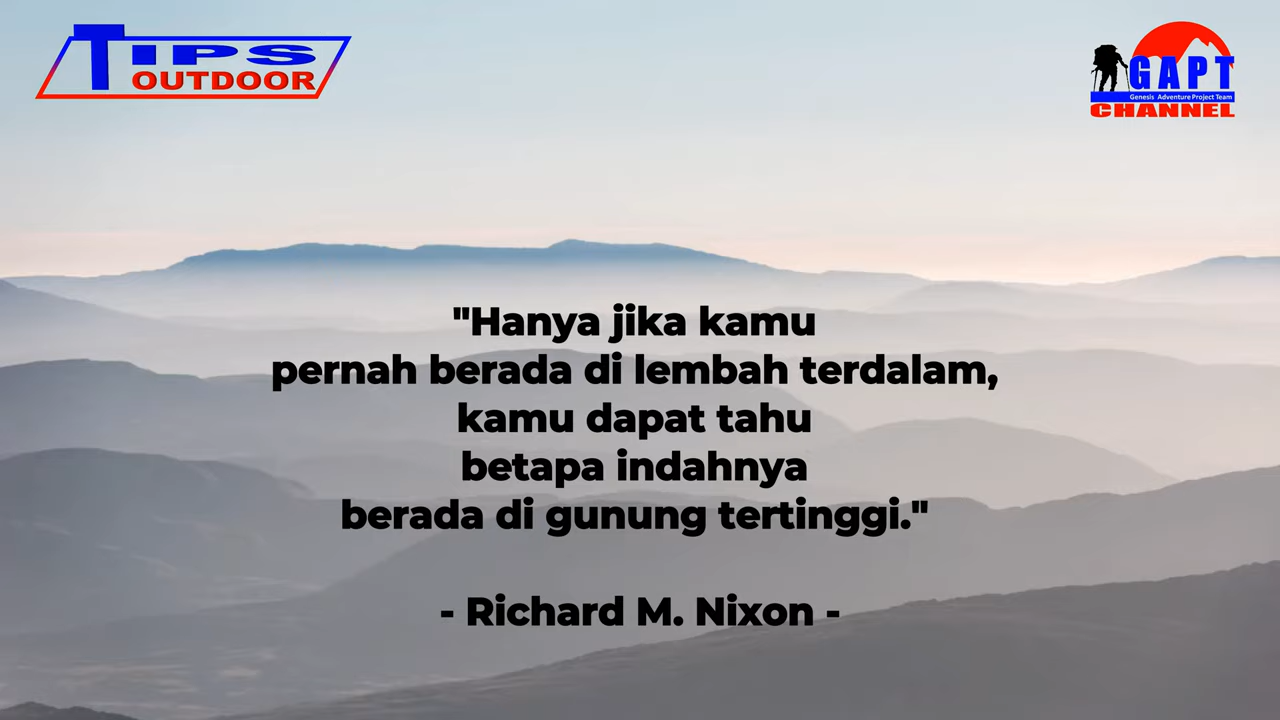 TIPS
OUTDOOR
GAPT
Genesis Adventure Project Team
CHANNEL
"Hanya jika kamu
pernah berada di lembah terdalam,
kamu dapat tahu
betapa indahnya
berada di gunung tertinggi."
- Richard M. Nixon -